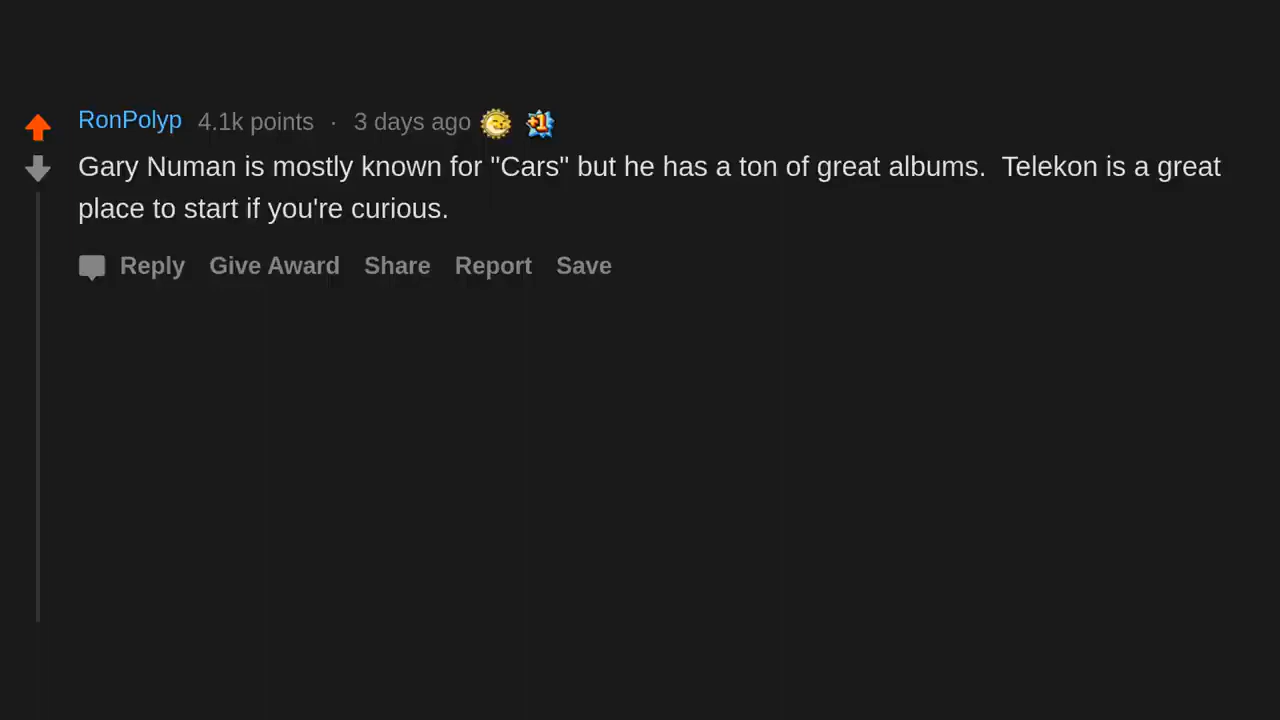 RonPolyp 4.1k points · 3 days ago +1
Gary Numan is mostly known for "Cars" but he has a ton of great albums.  Telekon is a great
place to start if you're curious.
Reply Give Award Share Report Save